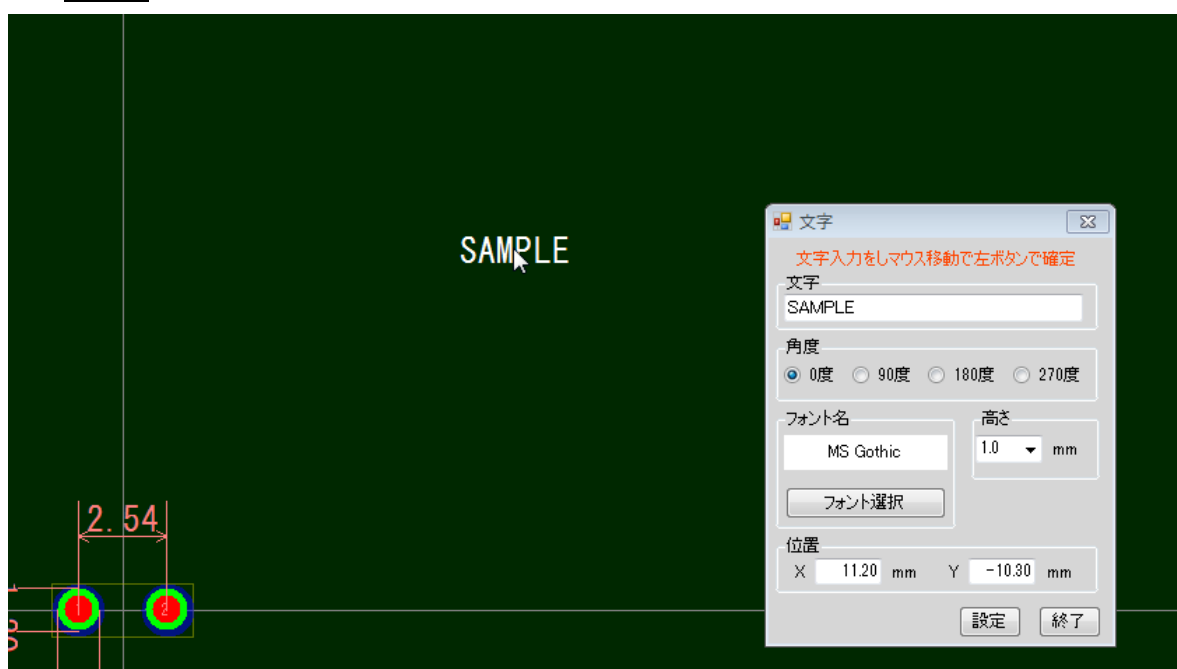 SAMPLE
文字
文字入力をしマウス移動で左ボタンで確定
文字
SAMPLE
角度
0度 90度 180度 270度
フォント名 高さ
MS Gothic 1.0 mm
フォント選択
位置
X 11.20 mm Y -10.30 mm
設定 終了
2.54
1 2